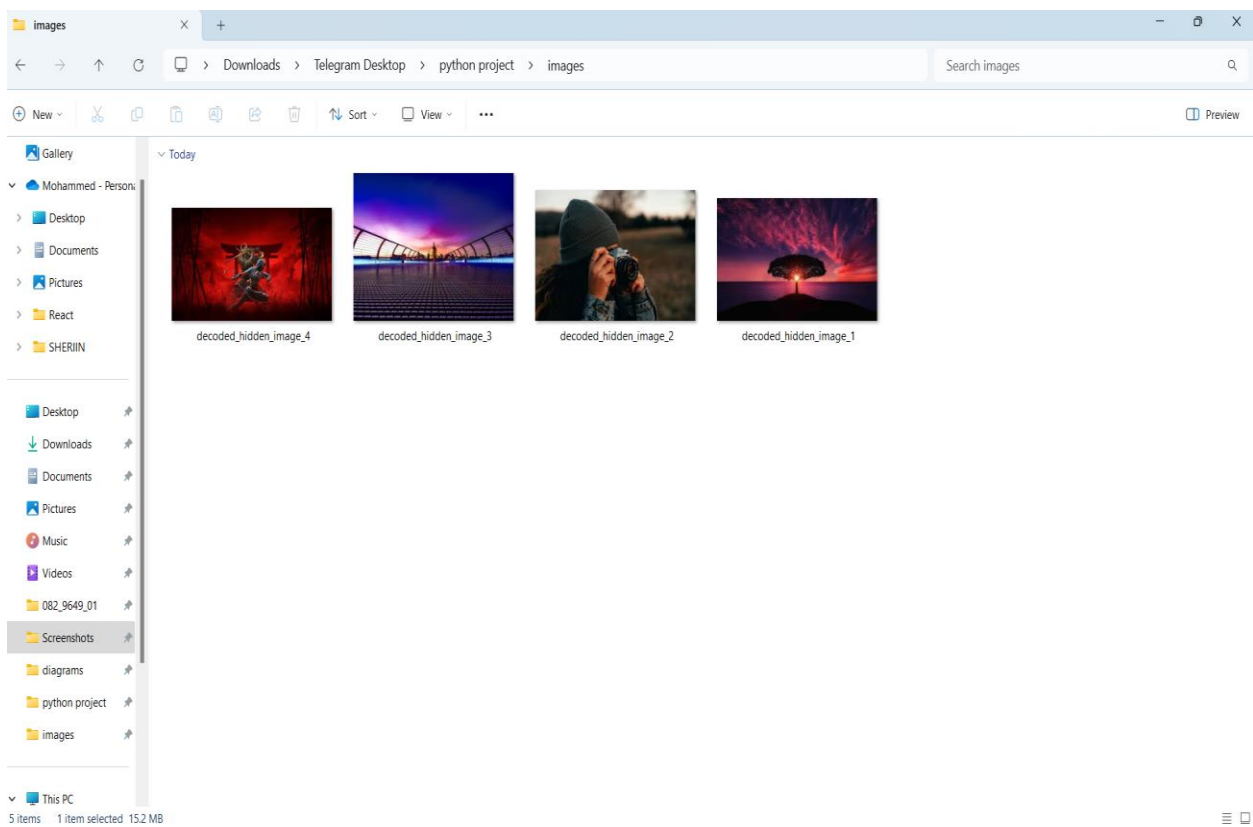 images
Downloads > Telegram Desktop > python project > images
Search images
New
Sort
View
Preview
Gallery
Mohammed - Persona
Desktop
Documents
Pictures
React
SHERIIN
Desktop
Downloads
Documents
Pictures
Music
Videos
082_9649_01
Screenshots
diagrams
python project
images
This PC
Today
decoded_hidden_image_4
decoded_hidden_image_3
decoded_hidden_image_2
decoded_hidden_image_1
5 items 1 item selected 15.2 MB